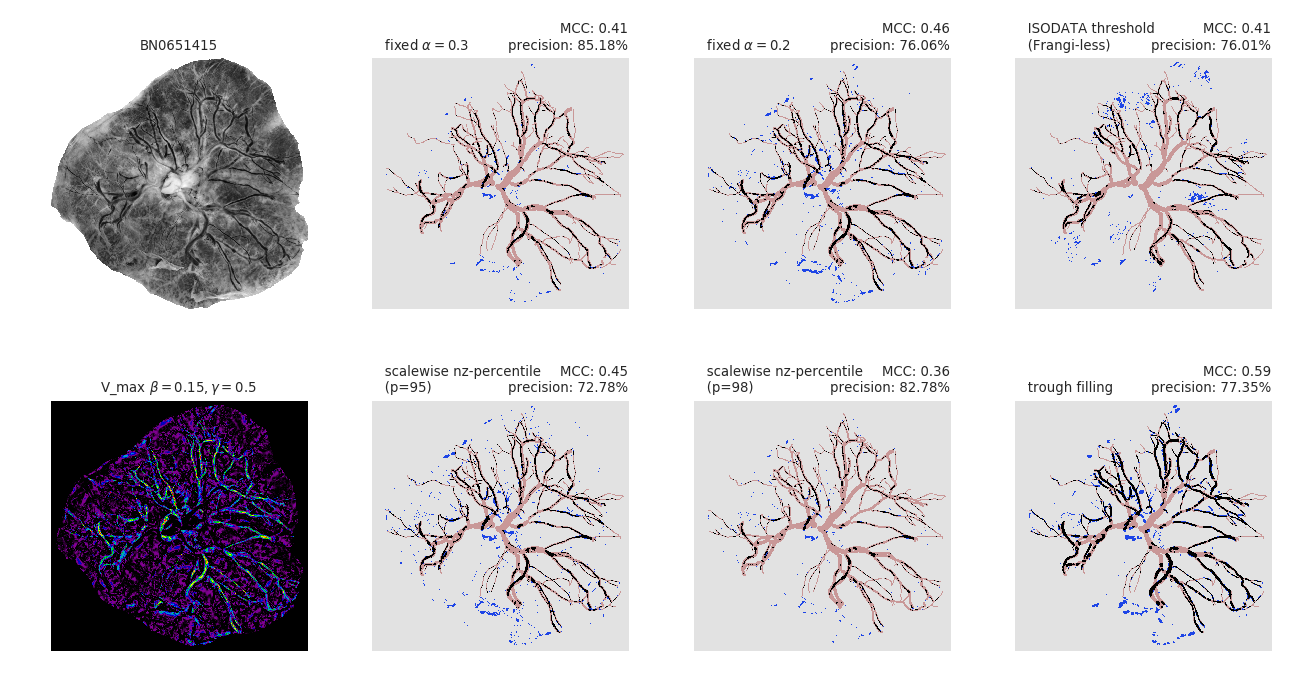 BN0651415
MCC: 0.41
fixed α = 0.3 precision: 85.18%
MCC: 0.46
fixed α = 0.2 precision: 76.06%
ISODATA threshold MCC: 0.41
(Frangi-less) precision: 76.01%
V_max β = 0.15, γ = 0.5
scalewise nz-percentile MCC: 0.45
(p=95) precision: 72.78%
scalewise nz-percentile MCC: 0.36
(p=98) precision: 82.78%
MCC: 0.59
trough filling precision: 77.35%